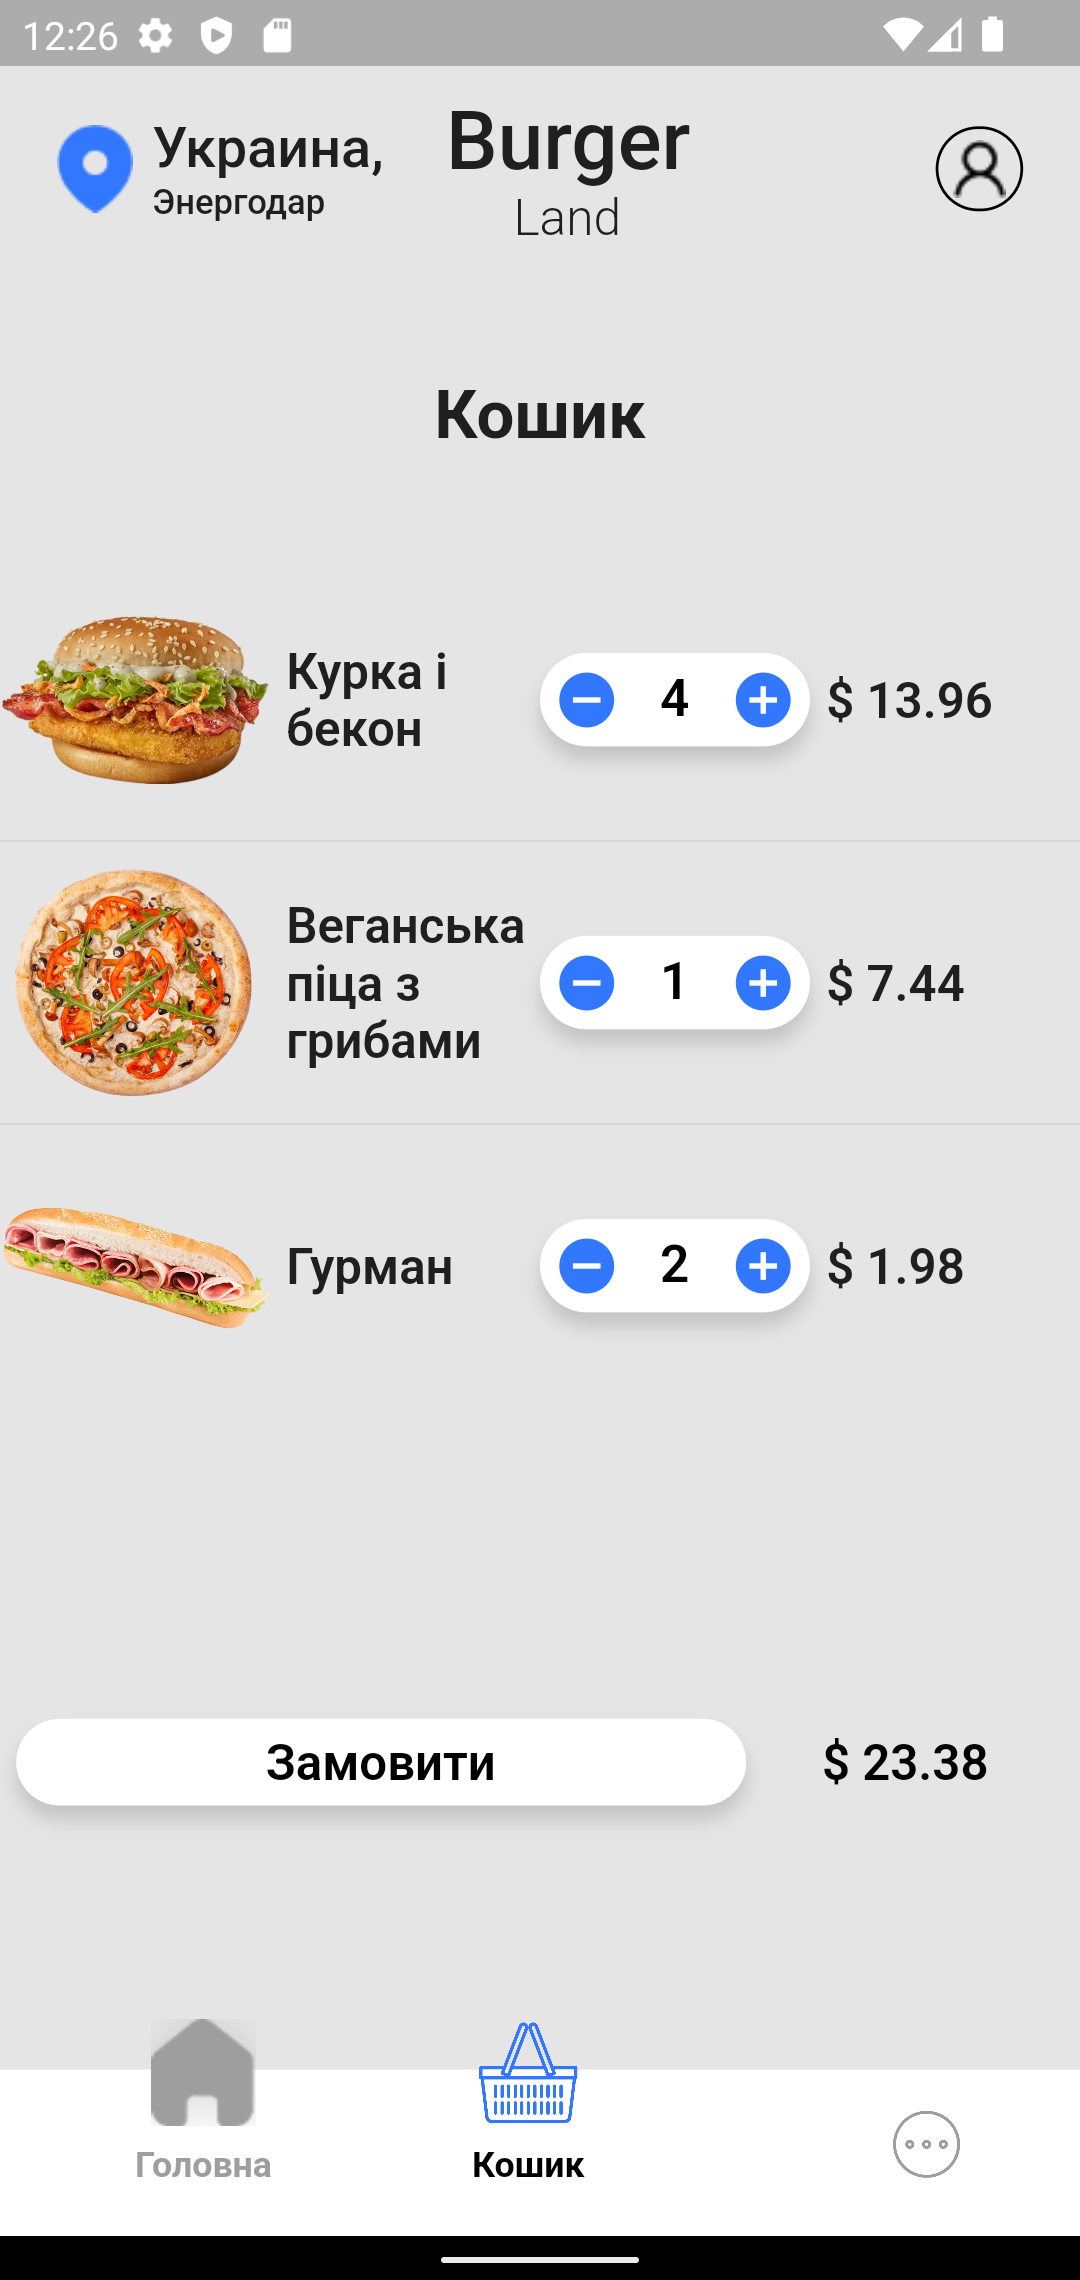 12:26
Украина,
Энергодар
Burger
Land
Кошик
Курка і
бекон
4
$ 13.96
Веганська
піца з
грибами
1
$ 7.44
Гурман
2
$ 1.98
Замовити
$ 23.38
Головна
Кошик